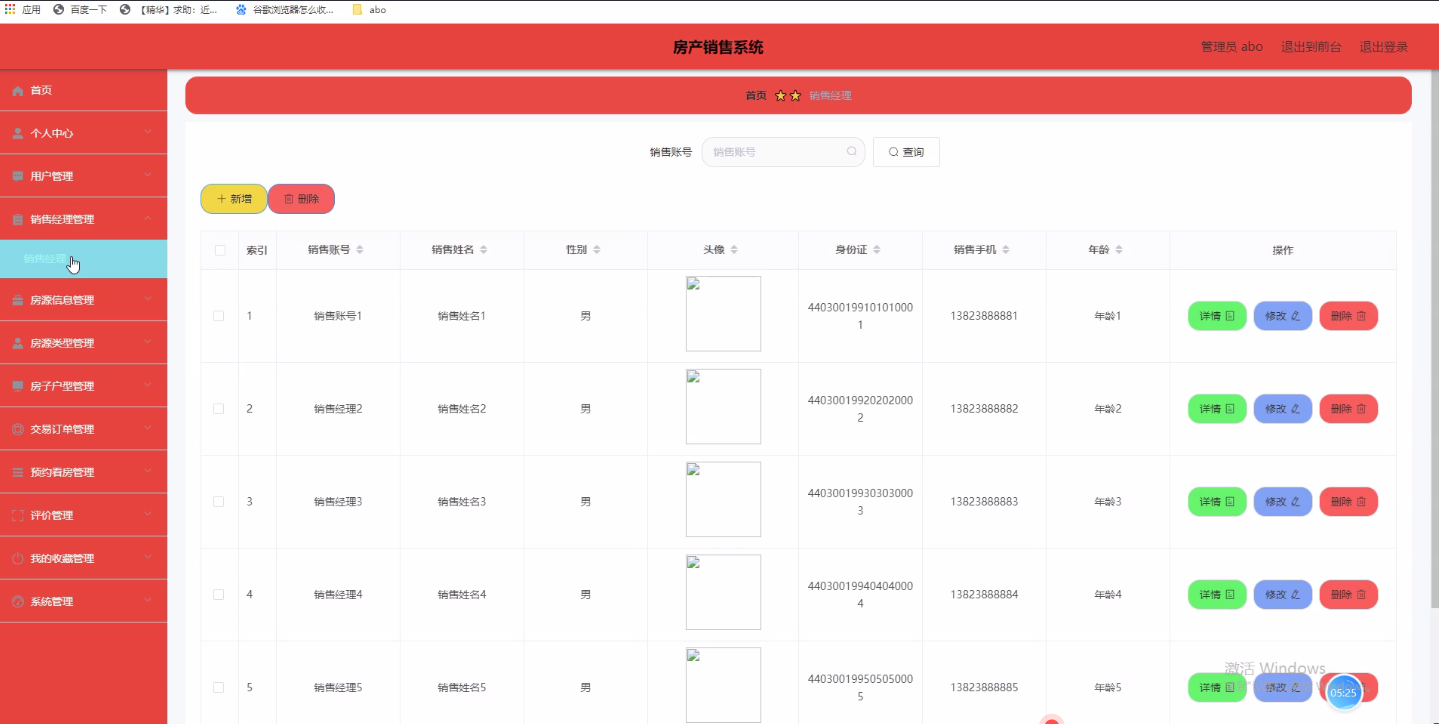 应用 百度一下 【精华】求助：近... 谷歌浏览器怎么收... abo
房产销售系统 管理员 abo 退出到前台 退出登录
首页
个人中心
用户管理
销售经理管理
销售经理
房源信息管理
房源类型管理
房子户型管理
交易订单管理
预约看房管理
评价管理
我的收藏管理
系统管理
首页 销售经理
销售账号 销售账号 查询
新增 删除
索引 销售账号 销售姓名 性别 头像 身份证 销售手机 年龄 操作
1 销售账号1 销售姓名1 男 44030019910101000 13823888881 年龄1 详情 修改 删除
1
2 销售经理2 销售姓名2 男 44030019920202000 13823888882 年龄2 详情 修改 删除
2
3 销售经理3 销售姓名3 男 44030019930303000 13823888883 年龄3 详情 修改 删除
3
4 销售经理4 销售姓名4 男 44030019940404000 13823888884 年龄4 详情 修改 删除
4
激活 Windows
5 销售经理5 销售姓名5 男 44030019950505000 13823888885 年龄5 详情 修改
5
05:25